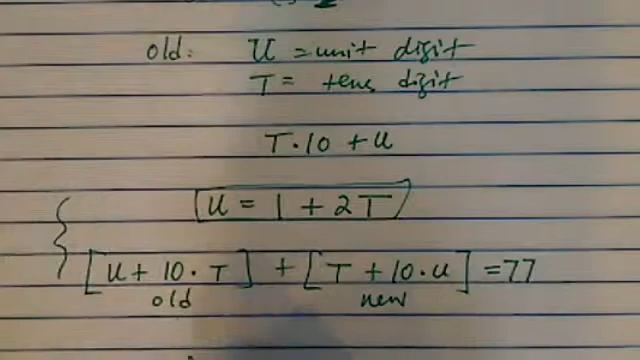 old: U = unit digit
T = tens digit
T·10 + U
U = 1 + 2T
[U + 10·T] + [T + 10·U] = 77
old new